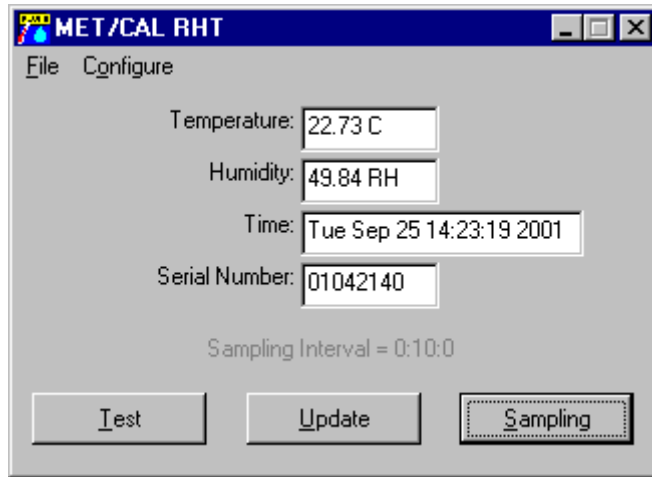 MET/CAL RHT
File Configure
Temperature: 22.73 C
Humidity: 49.84 RH
Time: Tue Sep 25 14:23:19 2001
Serial Number: 01042140
Sampling Interval = 0:10:0
Test Update Sampling